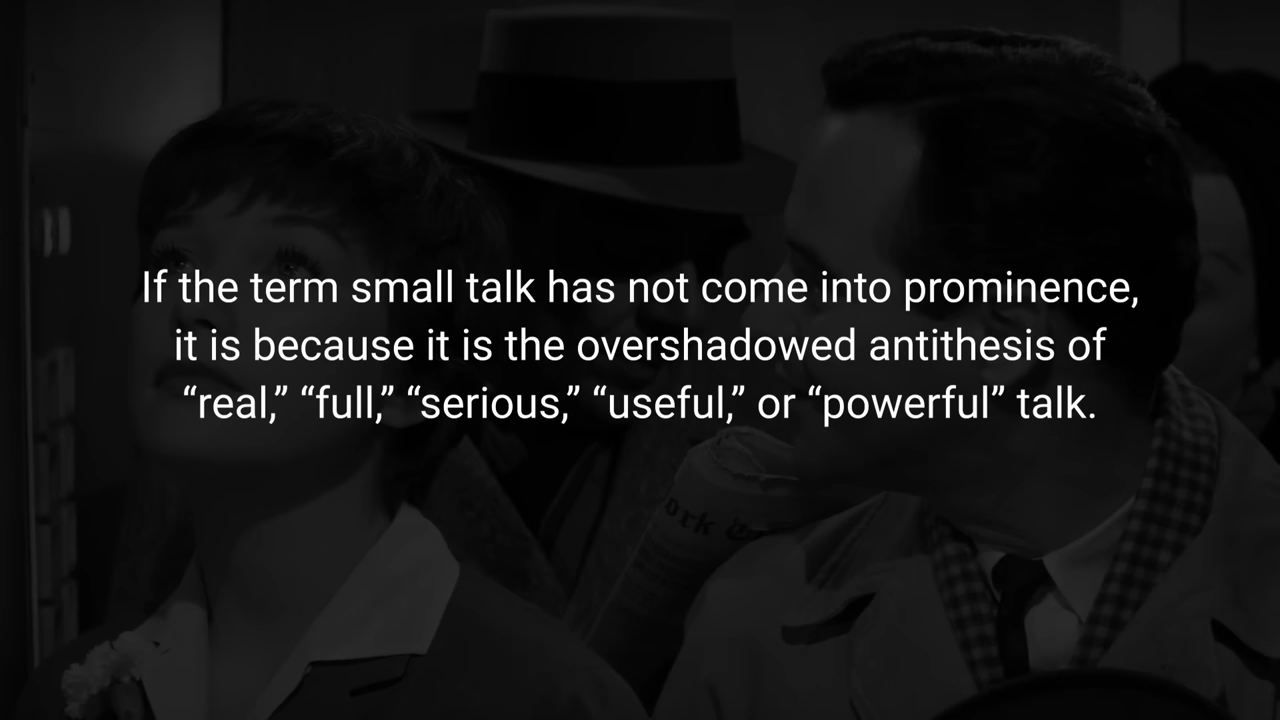 If the term small talk has not come into prominence,
it is because it is the overshadowed antithesis of
“real,” “full,” “serious,” “useful,” or “powerful” talk.
ork